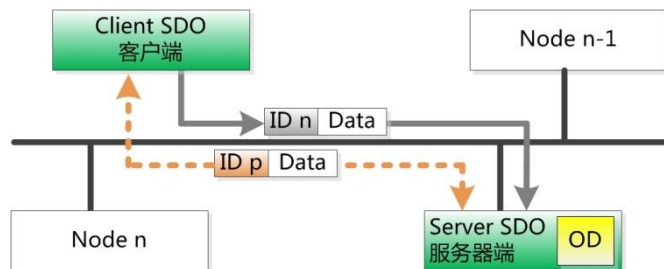 Client SDO
客户端
Node n-1
ID n Data
ID p Data
Node n
Server SDO
服务器端
OD